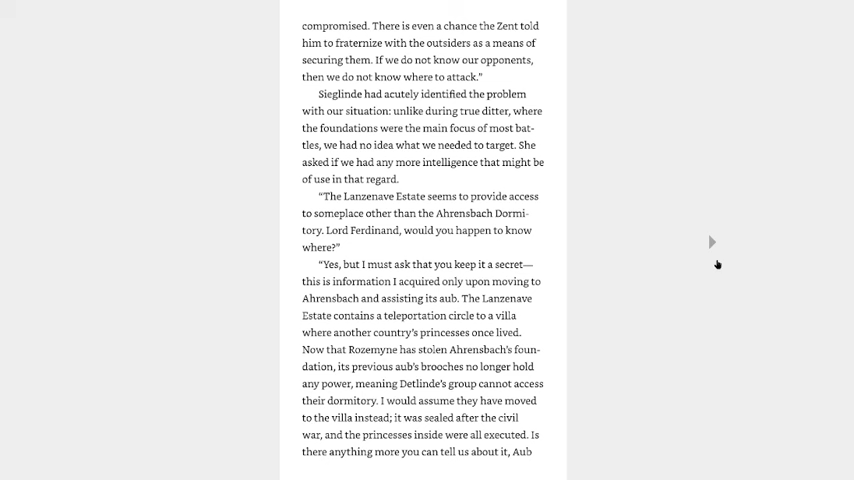 compromised. There is even a chance the Zent told
him to fraternize with the outsiders as a means of
securing them. If we do not know our opponents,
then we do not know where to attack.”
Sieglinde had acutely identified the problem
with our situation: unlike during true ditter, where
the foundations were the main focus of most bat-
tles, we had no idea what we needed to target. She
asked if we had any more intelligence that might be
of use in that regard.
“The Lanzenave Estate seems to provide access
to someplace other than the Ahrensbach Dormi-
tory. Lord Ferdinand, would you happen to know
where?”
“Yes, but I must ask that you keep it a secret—
this is information I acquired only upon moving to
Ahrensbach and assisting its aub. The Lanzenave
Estate contains a teleportation circle to a villa
where another country’s princesses once lived.
Now that Rozemyne has stolen Ahrensbach’s foun-
dation, its previous aub’s brooches no longer hold
any power, meaning Detlinde’s group cannot access
their dormitory. I would assume they have moved
to the villa instead; it was sealed after the civil
war, and the princesses inside were all executed. Is
there anything more you can tell us about it, Aub